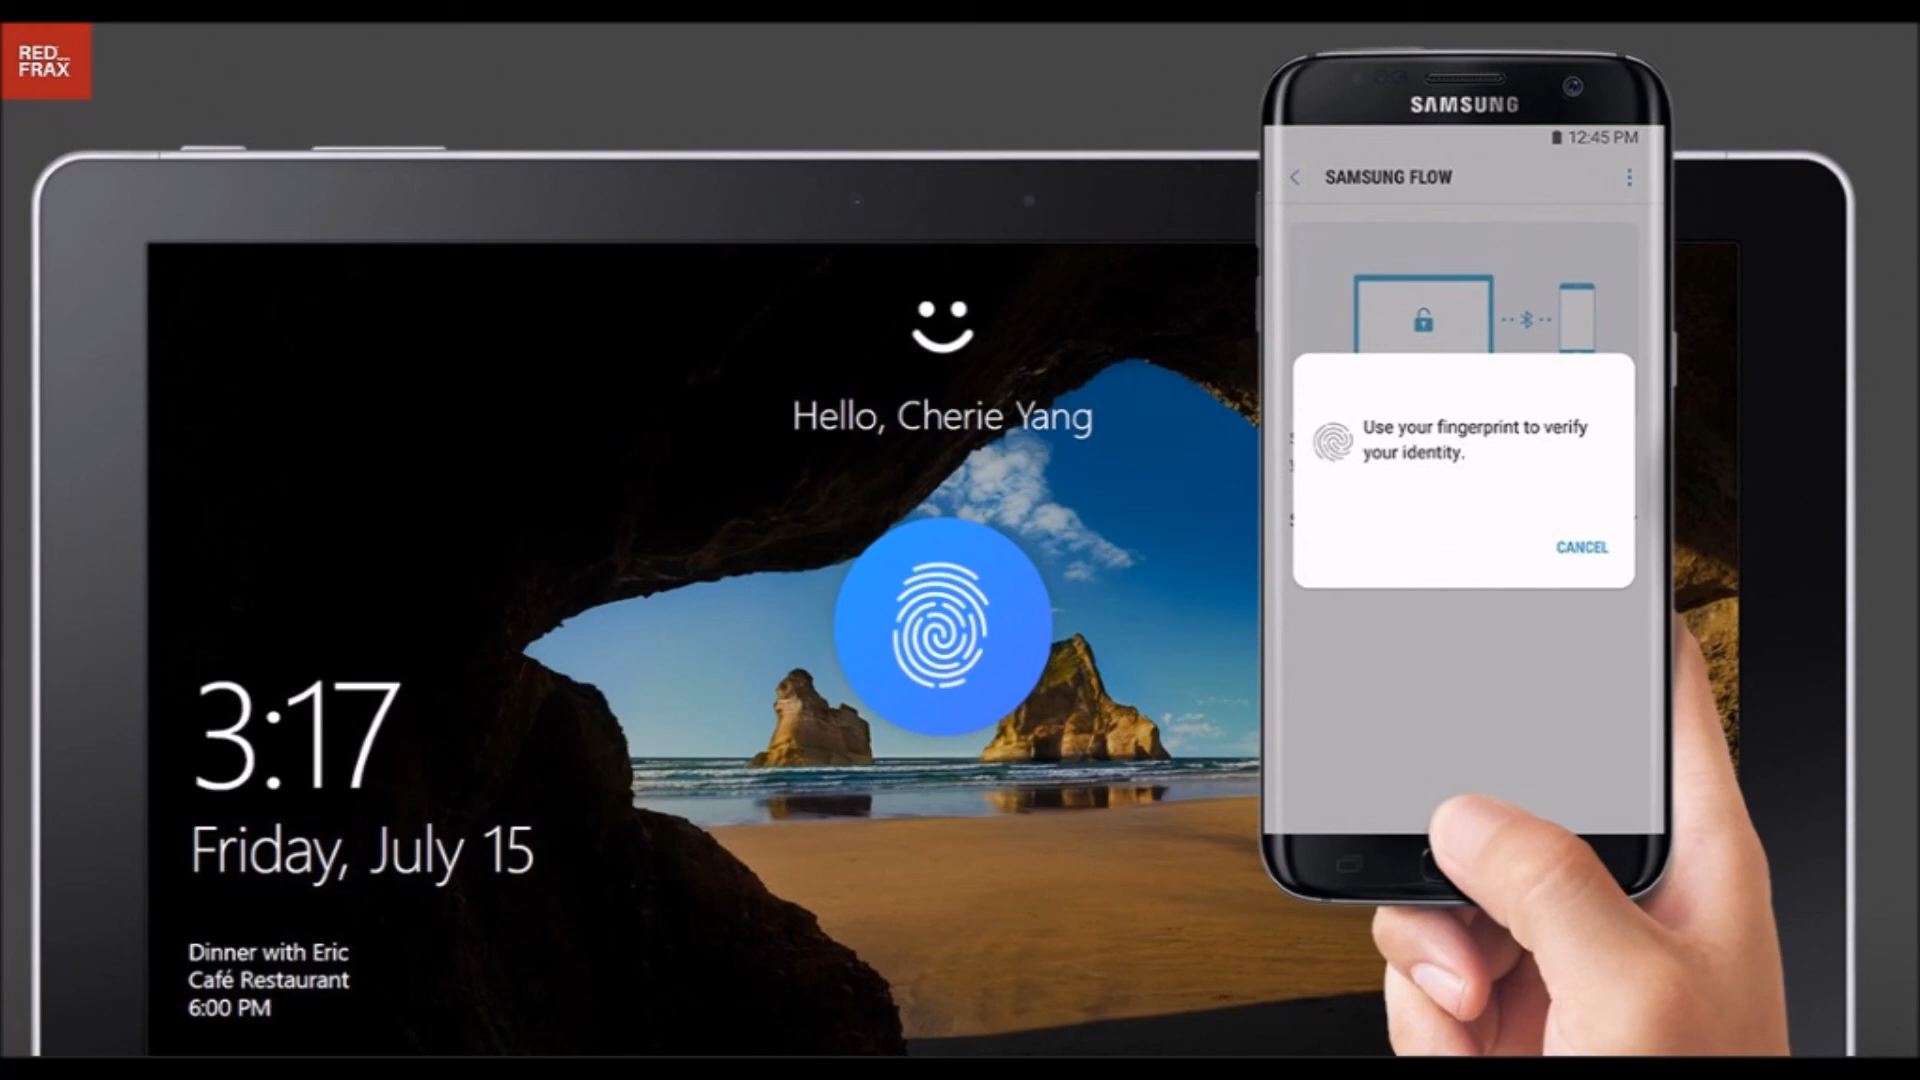 RED
FRAX
SAMSUNG
12:45 PM
SAMSUNG FLOW
Hello, Cherie Yang
Use your fingerprint to verify
your identity.
CANCEL
3:17
Friday, July 15
Dinner with Eric
Café Restaurant
6:00 PM